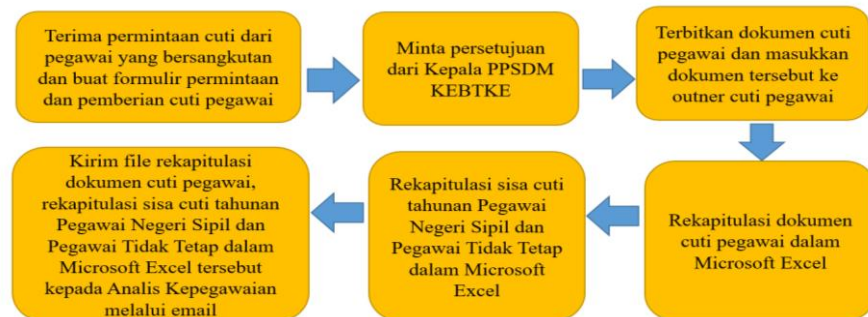 Terima permintaan cuti dari
pegawai yang bersangkutan
dan buat formulir permintaan
dan pemberian cuti pegawai
Minta persetujuan
dari Kepala PPSDM
KEBTKE
Terbitkan dokumen cuti
pegawai dan masukkan
dokumen tersebut ke
outner cuti pegawai
Rekapitulasi dokumen
cuti pegawai dalam
Microsoft Excel
Rekapitulasi sisa cuti
tahunan Pegawai
Negeri Sipil dan
Pegawai Tidak Tetap
dalam Microsoft
Excel
Kirim file rekapitulasi
dokumen cuti pegawai,
rekapitulasi sisa cuti tahunan
Pegawai Negeri Sipil dan
Pegawai Tidak Tetap dalam
Microsoft Excel tersebut
kepada Analis Kepegawaian
melalui email